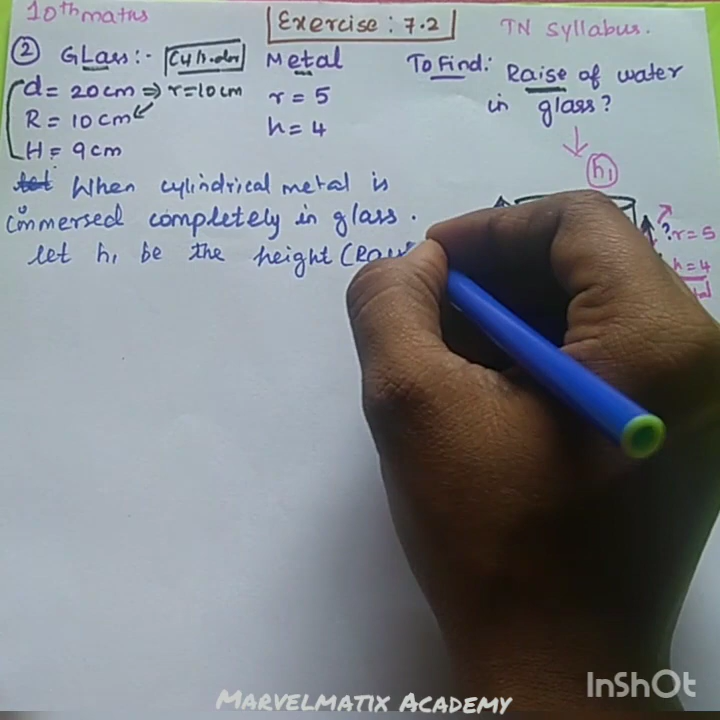 10th maths
Exercise : 7.2
TN Syllabus.
② GLass:- Cylinder
d = 20cm ⇒ r=10cm
R = 10cm
H = 9cm
Metal
r = 5
h = 4
To Find: Raise of water
in glass?
h₁
When cylindrical metal is
immersed completely in glass.
let h₁ be the height (Rais
? r = 5
h = 4
MARVELMATIX ACADEMY
InShOt